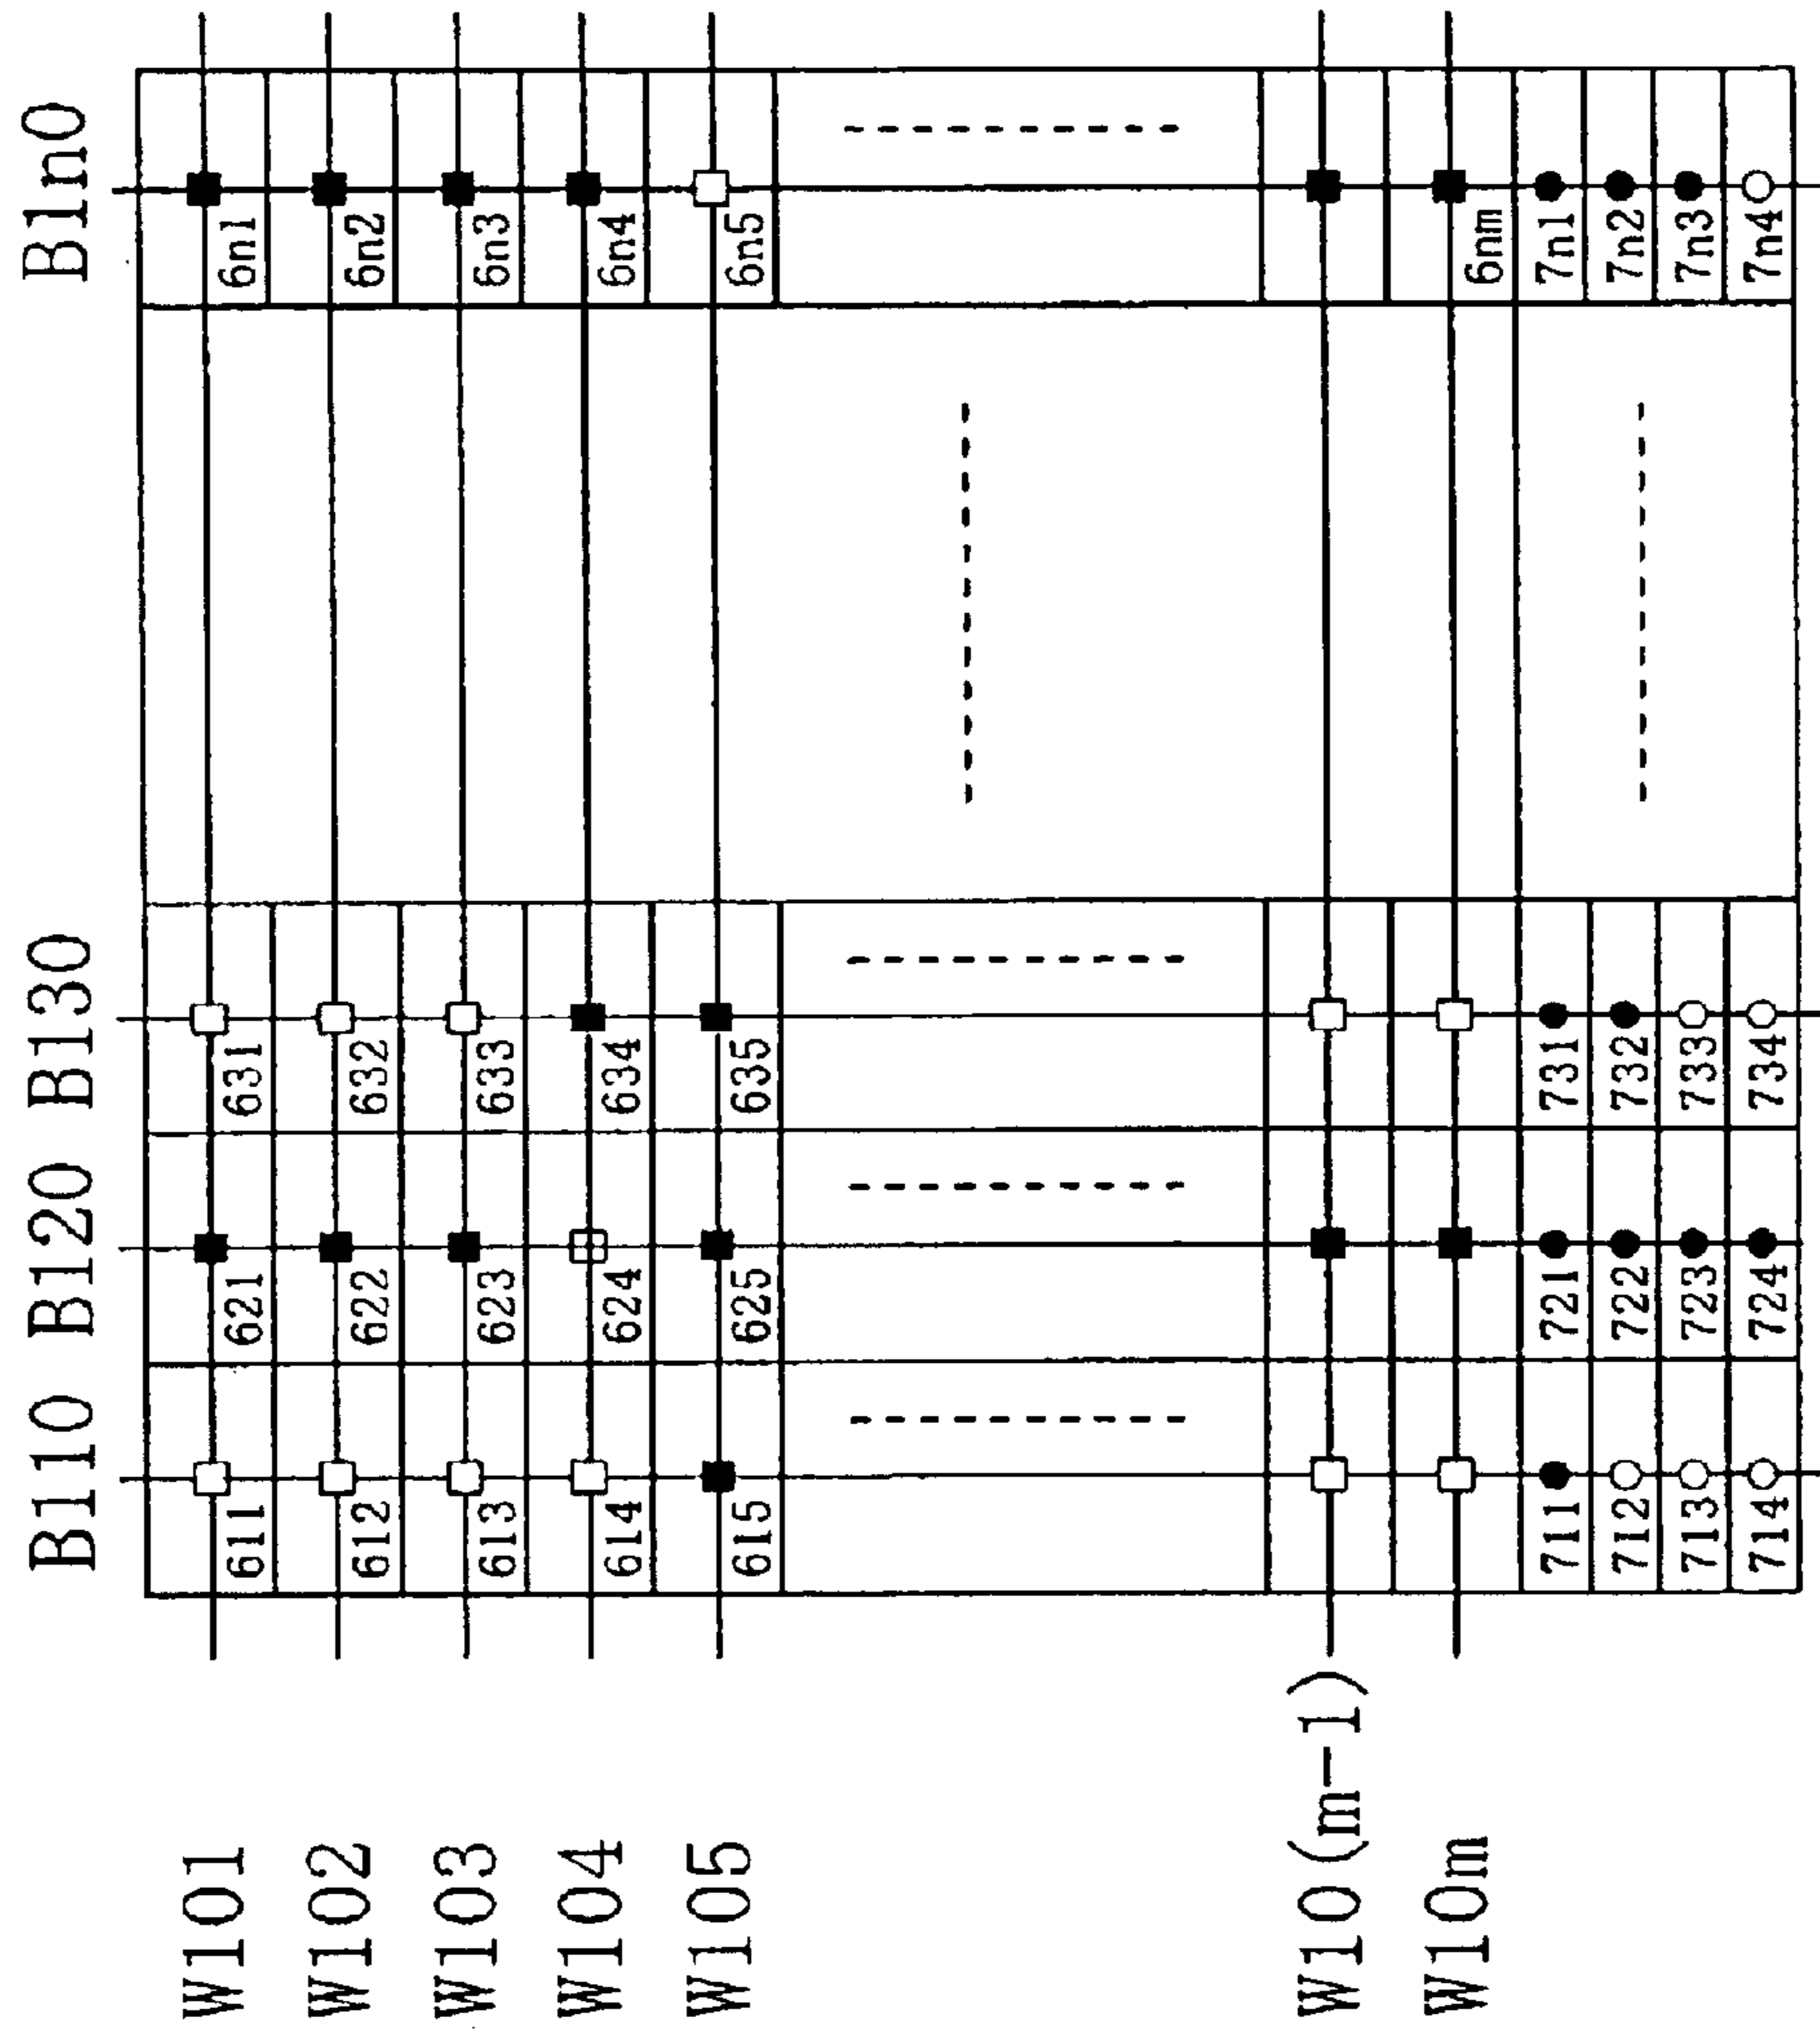 B110 B120 B130 B1n0
W101 611 621 631 6n1
W102 612 622 632 6n2
W103 613 623 633 6n3
W104 614 624 634 6n4
W105 615 625 635 6n5
W10(m-1)
W10m 6nm
711 721 731 7n1
712 722 732 7n2
713 723 733 7n3
714 724 734 7n4